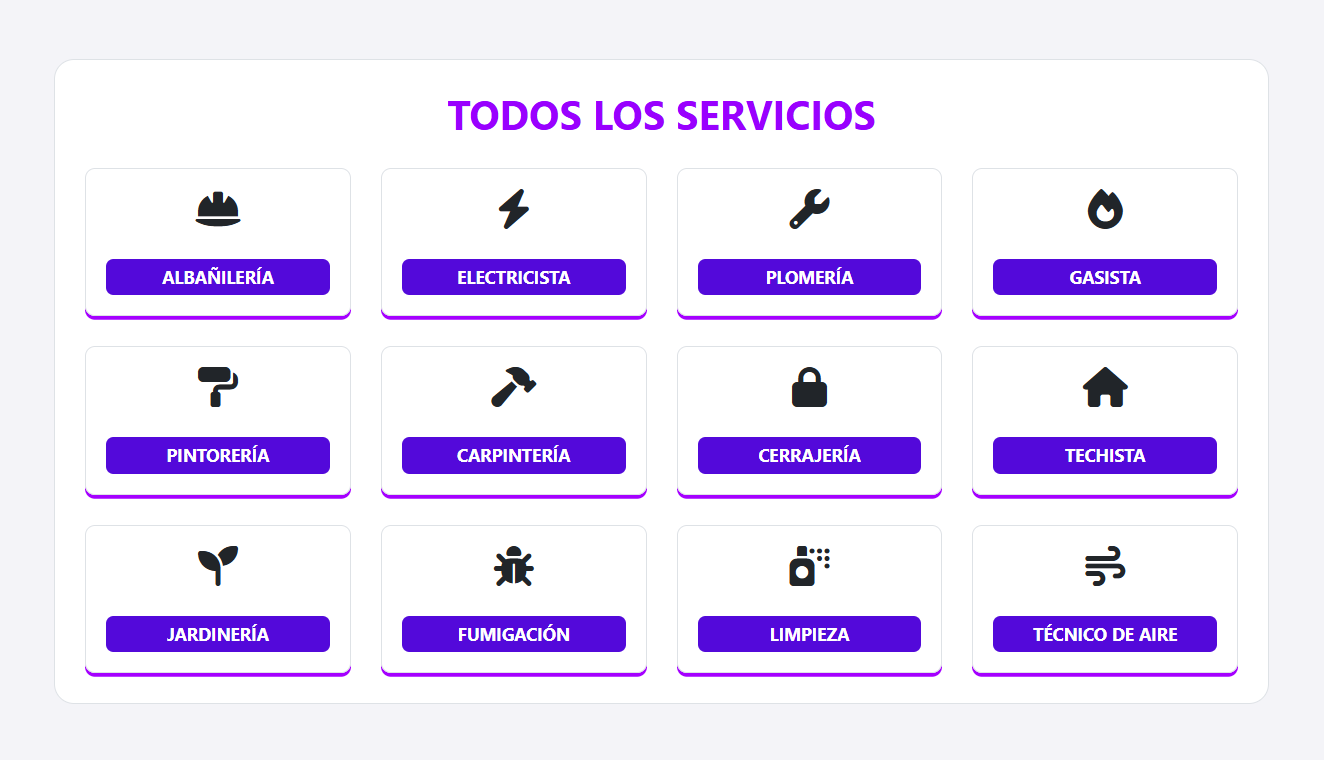 TODOS LOS SERVICIOS
ALBAÑILERÍA
ELECTRICISTA
PLOMERÍA
GASISTA
PINTORERÍA
CARPINTERÍA
CERRAJERÍA
TECHISTA
JARDINERÍA
FUMIGACIÓN
LIMPIEZA
TÉCNICO DE AIRE